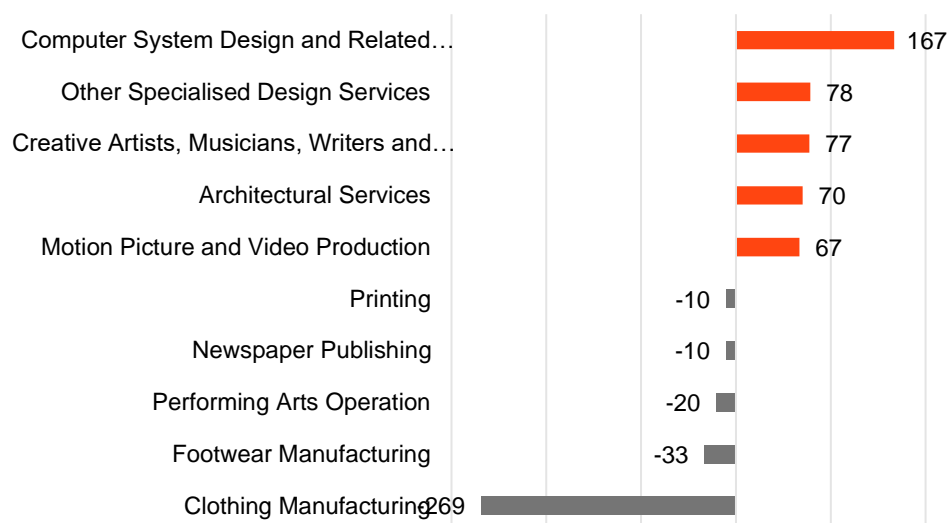 Computer System Design and Related… 167
Other Specialised Design Services 78
Creative Artists, Musicians, Writers and… 77
Architectural Services 70
Motion Picture and Video Production 67
Printing -10
Newspaper Publishing -10
Performing Arts Operation -20
Footwear Manufacturing -33
Clothing Manufacturing -269